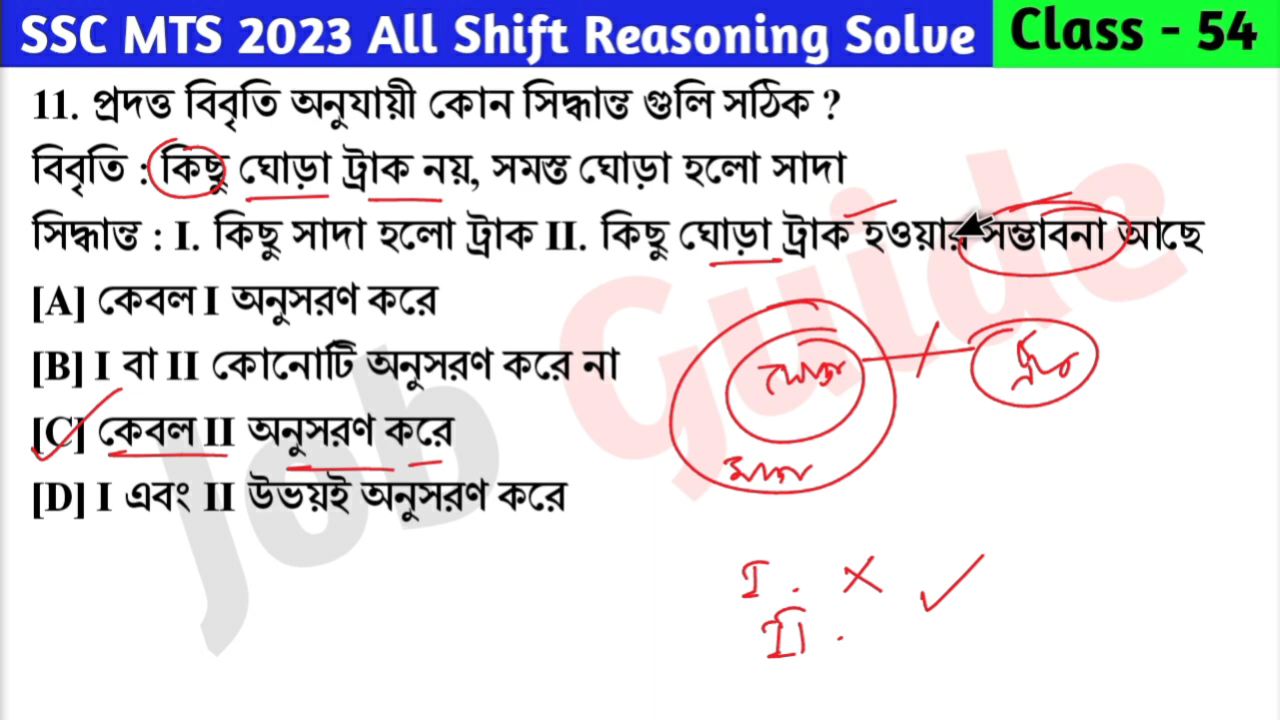 SSC MTS 2023 All Shift Reasoning Solve Class - 54
11. প্রদত্ত বিবৃতি অনুযায়ী কোন সিদ্ধান্ত গুলি সঠিক ?
বিবৃতি : কিছু ঘোড়া ট্রাক নয়, সমস্ত ঘোড়া হলো সাদা
সিদ্ধান্ত : I. কিছু সাদা হলো ট্রাক II. কিছু ঘোড়া ট্রাক হওয়ার সম্ভাবনা আছে
[A] কেবল I অনুসরণ করে
[B] I বা II কোনোটি অনুসরণ করে না
[C] কেবল II অনুসরণ করে
[D] I এবং II উভয়ই অনুসরণ করে
ঘোড়া
সাদা
I.
II.
Job Guide